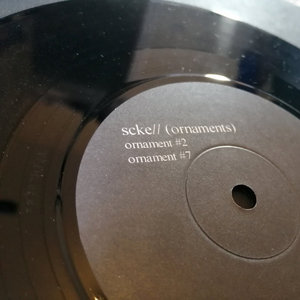 scke// (ornaments)
ornament #2
ornament #7